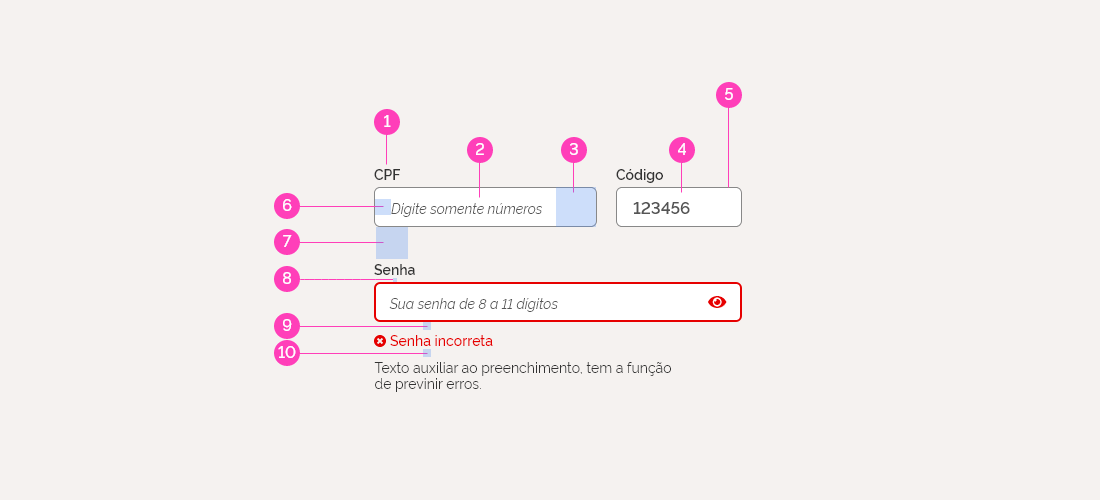 5
1
2
3
4
CPF
Código
6
Digite somente números
123456
7
Senha
8
Sua senha de 8 a 11 dígitos
9
Senha incorreta
10
Texto auxiliar ao preenchimento, tem a função
de previnir erros.